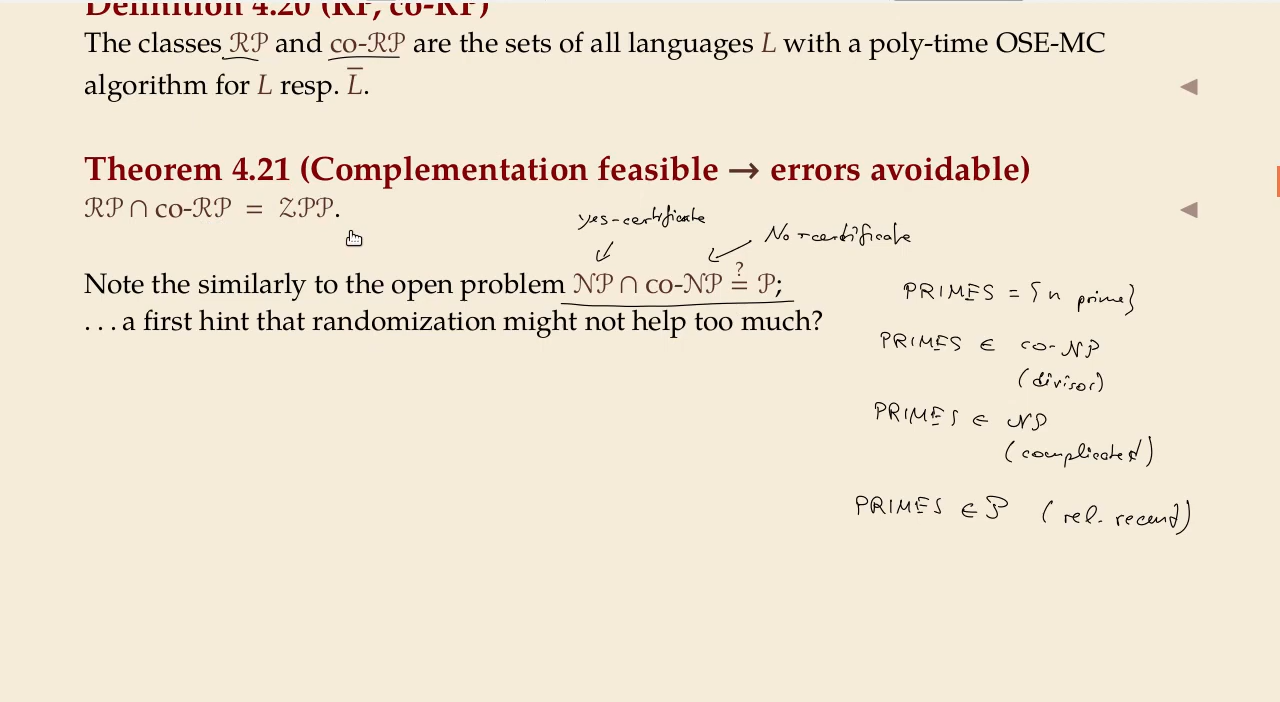 Definition 4.20 (RP, co-RP)
The classes RP and co-RP are the sets of all languages L with a poly-time OSE-MC
algorithm for L resp. L̅.
Theorem 4.21 (Complementation feasible → errors avoidable)
RP ∩ co-RP = ZPP.
yes-certificate
No-certificate
Note the similarly to the open problem NP ∩ co-NP ≟ P;
. . . a first hint that randomization might not help too much?
PRIMES = { n prime}
PRIMES ∈ co-NP
(divisor)
PRIMES ∈ NP
(complicated)
PRIMES ∈ P (rel. recent)